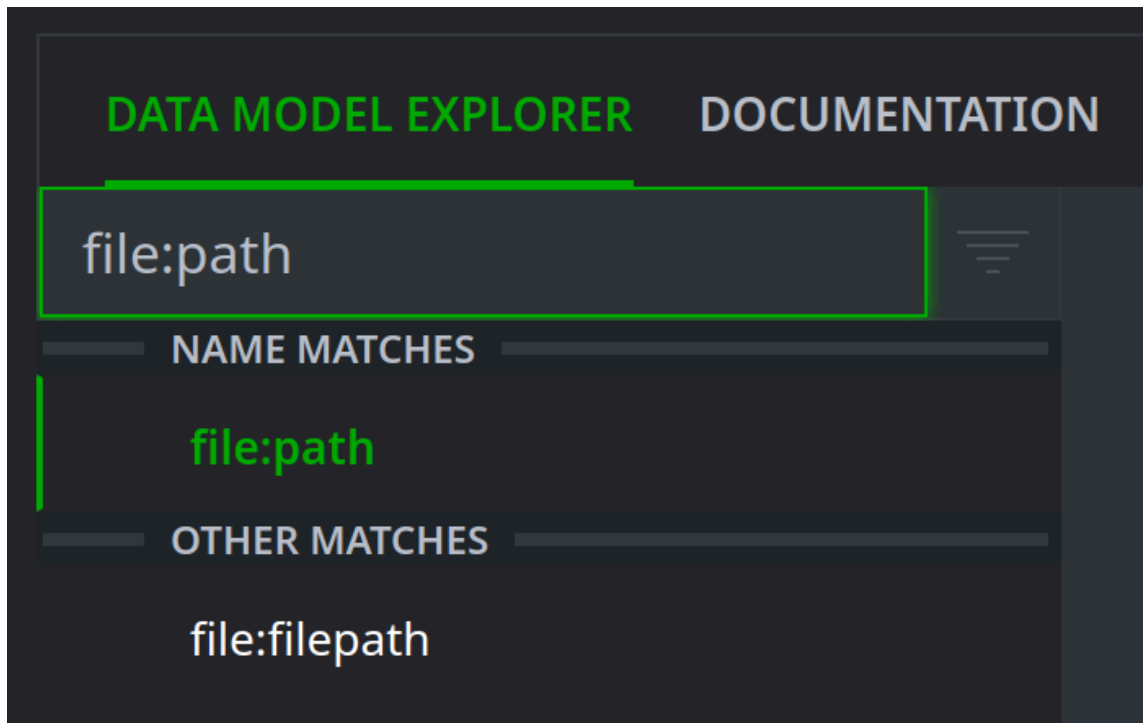 DATA MODEL EXPLORER DOCUMENTATION
file:path
NAME MATCHES
file:path
OTHER MATCHES
file:filepath